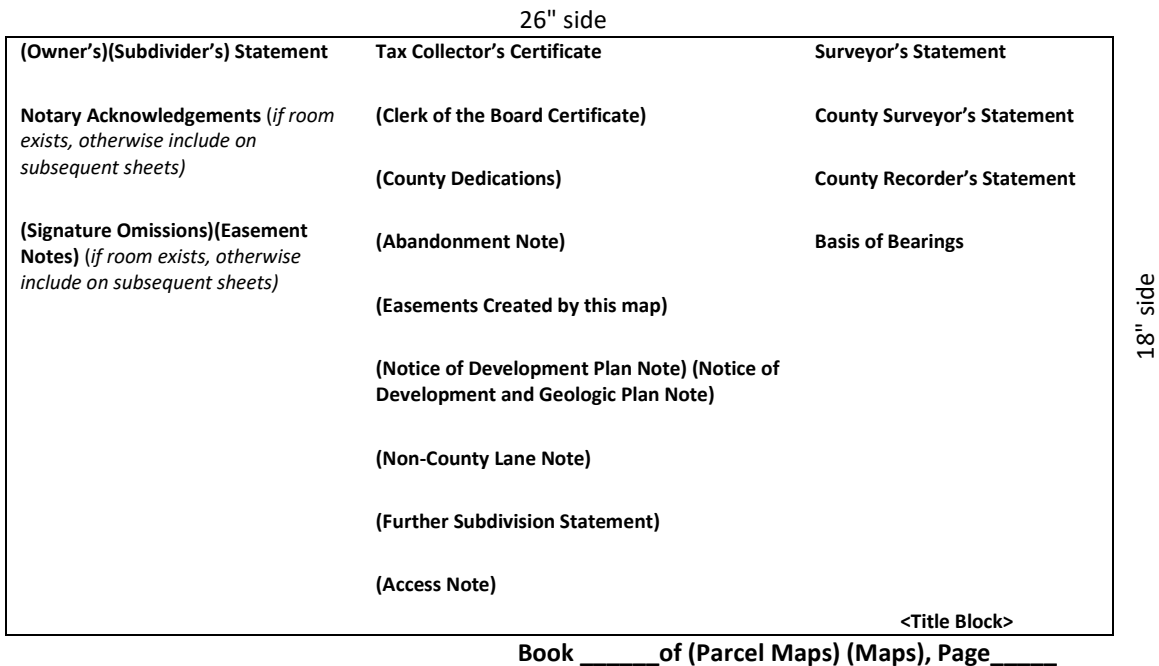 26" side
(Owner's)(Subdivider's) Statement
Notary Acknowledgements (if room
exists, otherwise include on
subsequent sheets)
(Signature Omissions)(Easement
Notes) (if room exists, otherwise
include on subsequent sheets)
Tax Collector's Certificate
(Clerk of the Board Certificate)
(County Dedications)
(Abandonment Note)
(Easements Created by this map)
(Notice of Development Plan Note) (Notice of
Development and Geologic Plan Note)
(Non-County Lane Note)
(Further Subdivision Statement)
(Access Note)
Surveyor's Statement
County Surveyor's Statement
County Recorder's Statement
Basis of Bearings
<Title Block>
18" side
Book ______of (Parcel Maps) (Maps), Page_____